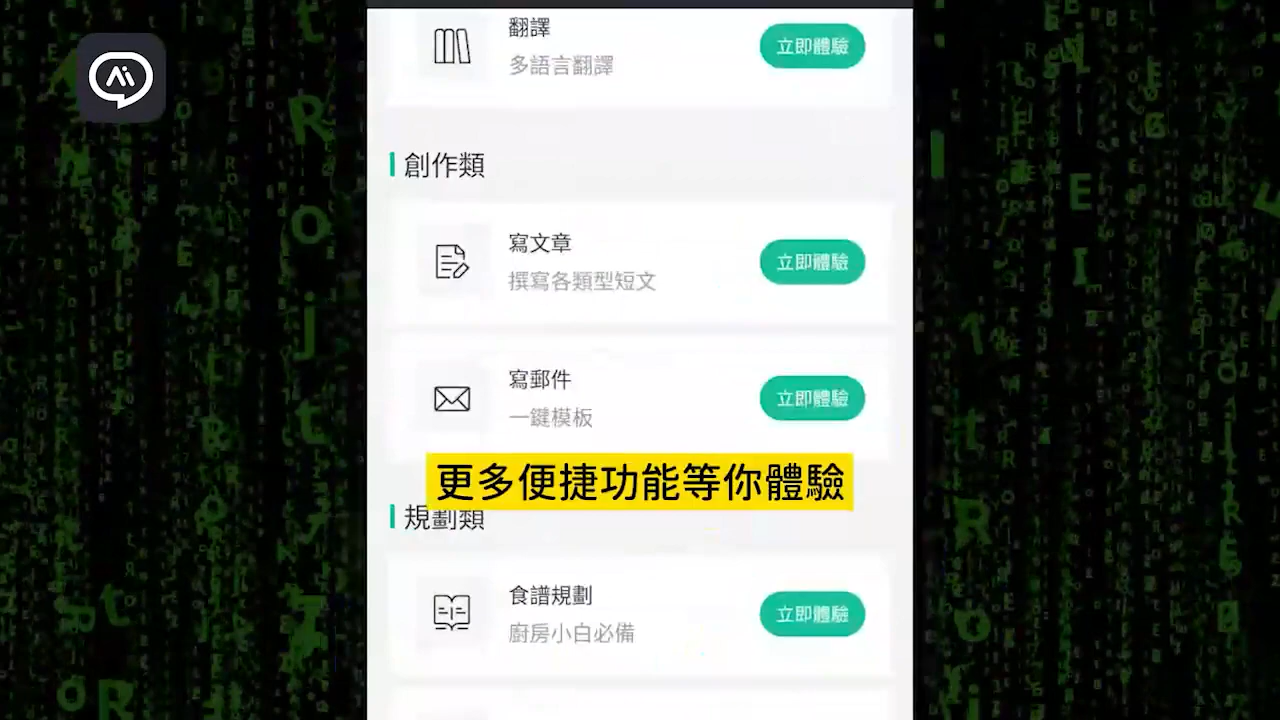 Ai
翻譯
多語言翻譯
立即體驗
創作類
寫文章
撰寫各類型短文
立即體驗
寫郵件
一鍵模板
立即體驗
更多便捷功能等你體驗
規劃類
食譜規劃
廚房小白必備
立即體驗